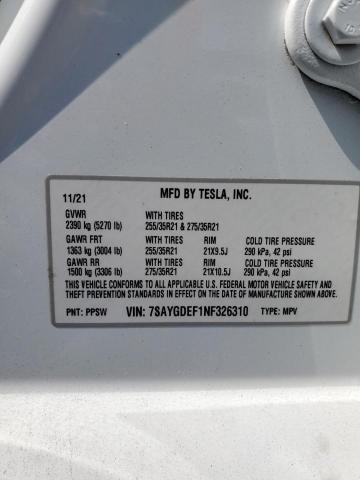 11/21 MFD BY TESLA, INC.
GVWR WITH TIRES
2390 kg (5270 lb) 255/35R21 & 275/35R21
GAWR FRT WITH TIRES RIM COLD TIRE PRESSURE
1363 kg (3004 lb) 255/35R21 21X9.5J 290 kPa, 42 psi
GAWR RR WITH TIRES RIM COLD TIRE PRESSURE
1500 kg (3306 lb) 275/35R21 21X10.5J 290 kPa, 42 psi
THIS VEHICLE CONFORMS TO ALL APPLICABLE FEDERAL MOTOR VEHICLE SAFETY AND
THEFT PREVENTION STANDARDS IN EFFECT ON THE DATE OF MANUFACTURE SHOWN ABOVE.
PNT: PPSW VIN: 7SAYGDEF1NF326310 TYPE: MPV